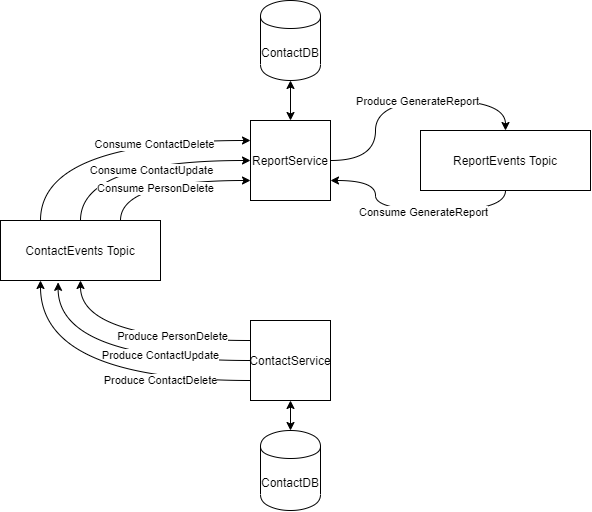 ContactDB
Produce GenerateReport
Consume ContactDelete
ReportService
ReportEvents Topic
Consume ContactUpdate
Consume PersonDelete
Consume GenerateReport
ContactEvents Topic
Produce PersonDelete
Produce ContactUpdate
ContactService
Produce ContactDelete
ContactDB